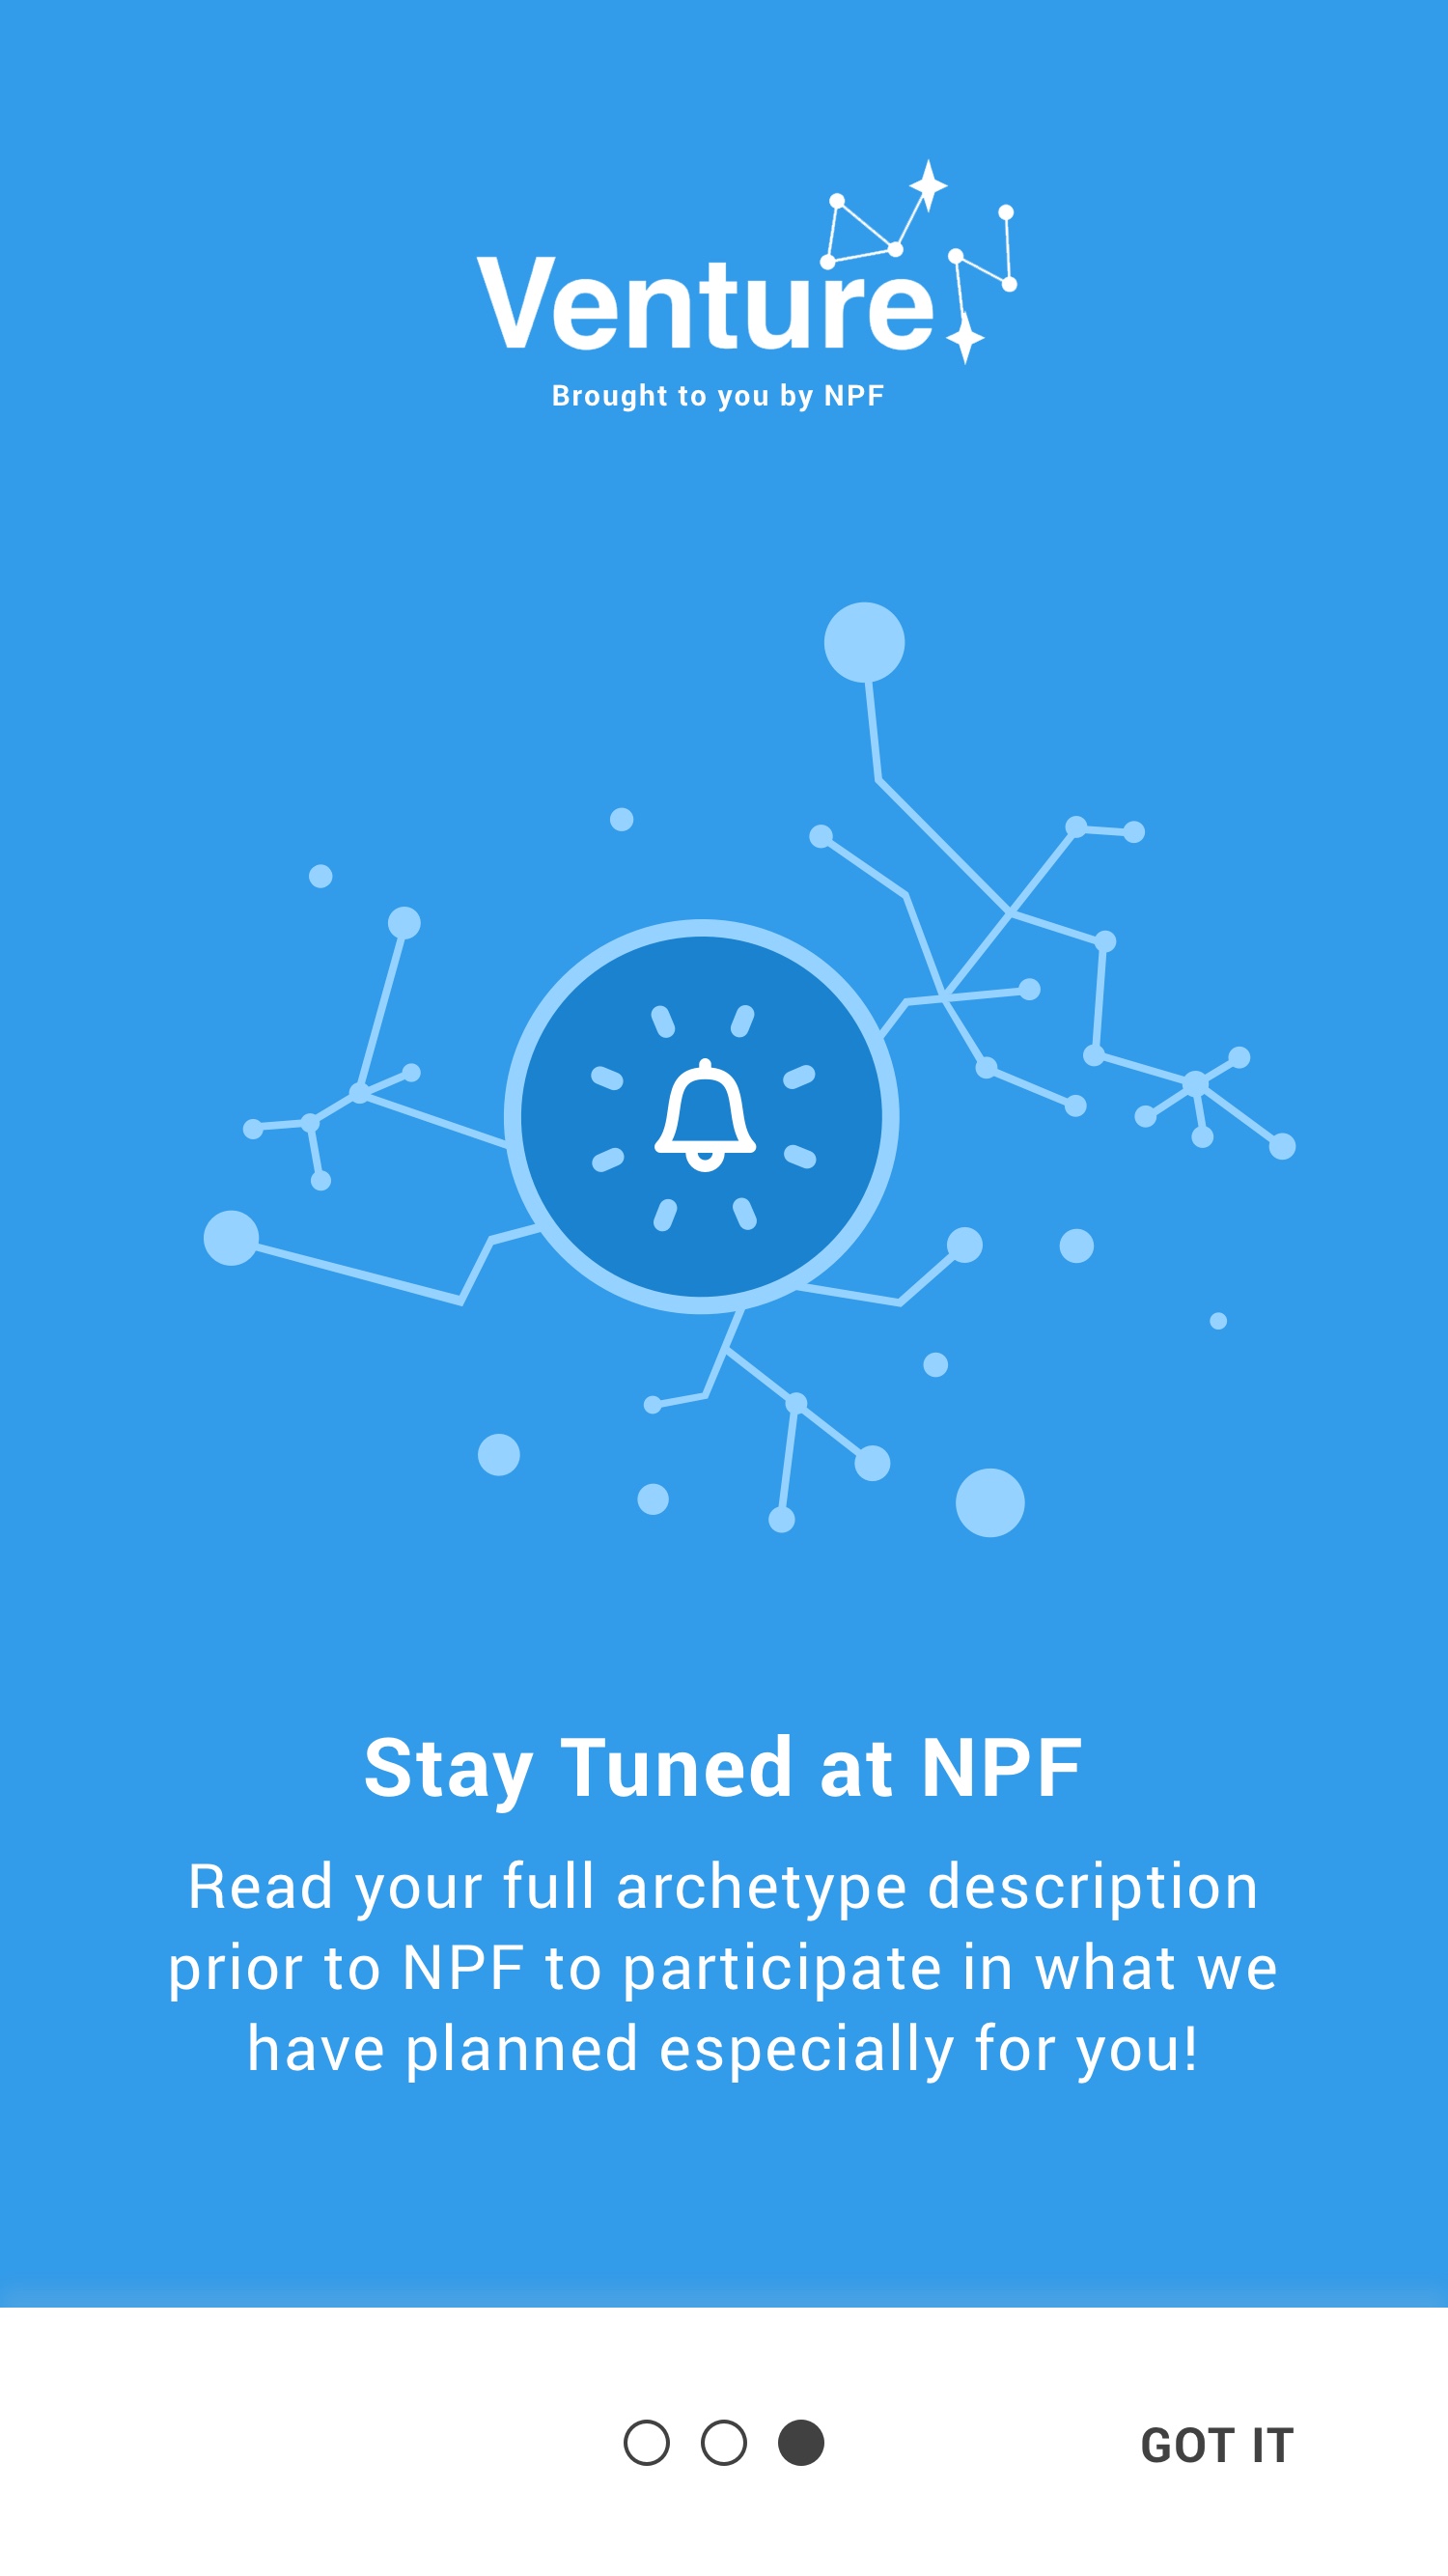 Venture
Brought to you by NPF
Stay Tuned at NPF
Read your full archetype description
prior to NPF to participate in what we
have planned especially for you!
GOT IT